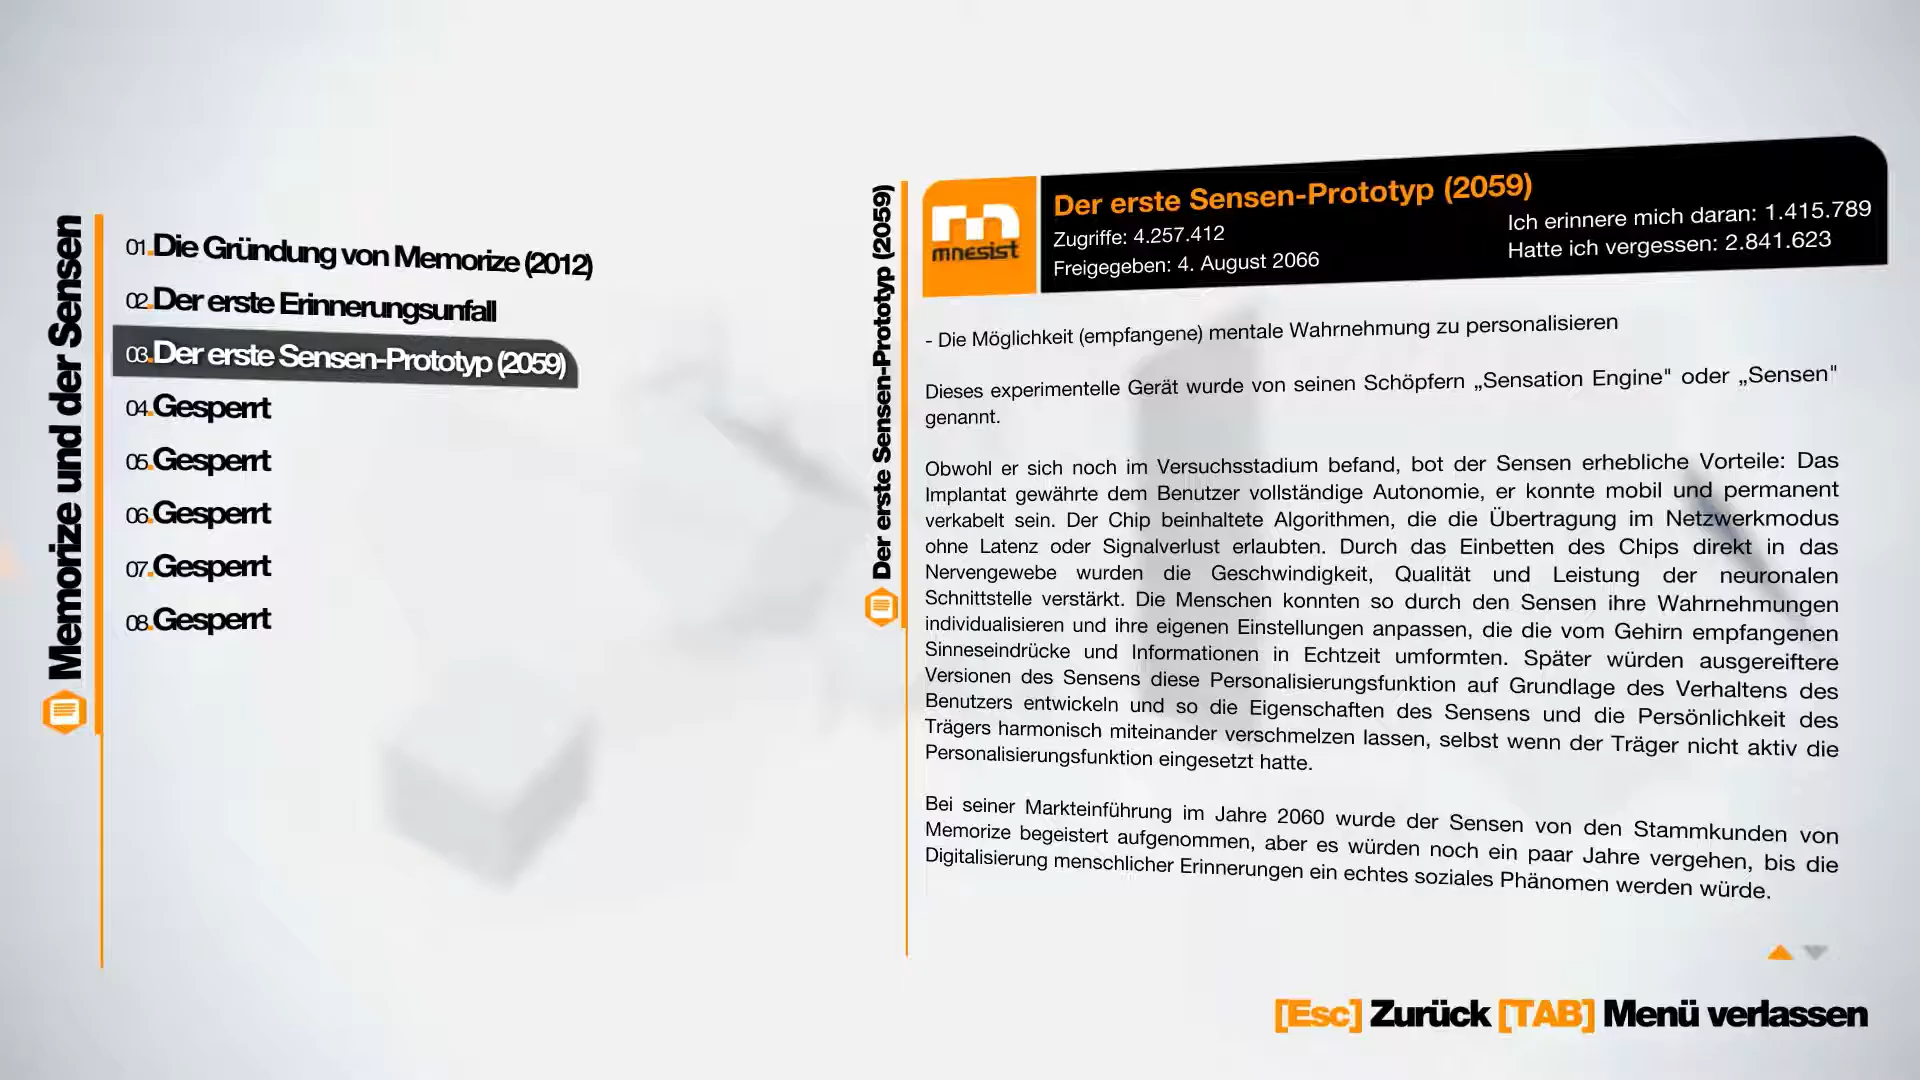 Memorize und der Sensen
01.Die Gründung von Memorize (2012)
02.Der erste Erinnerungsunfall
03.Der erste Sensen-Prototyp (2059)
04.Gesperrt
05.Gesperrt
06.Gesperrt
07.Gesperrt
08.Gesperrt
Der erste Sensen-Prototyp (2059)
mnesist
Der erste Sensen-Prototyp (2059)
Zugriffe: 4.257.412
Freigegeben: 4. August 2066
Ich erinnere mich daran: 1.415.789
Hatte ich vergessen: 2.841.623
- Die Möglichkeit (empfangene) mentale Wahrnehmung zu personalisieren
Dieses experimentelle Gerät wurde von seinen Schöpfern „Sensation Engine" oder „Sensen"
genannt.
Obwohl er sich noch im Versuchsstadium befand, bot der Sensen erhebliche Vorteile: Das
Implantat gewährte dem Benutzer vollständige Autonomie, er konnte mobil und permanent
verkabelt sein. Der Chip beinhaltete Algorithmen, die die Übertragung im Netzwerkmodus
ohne Latenz oder Signalverlust erlaubten. Durch das Einbetten des Chips direkt in das
Nervengewebe wurden die Geschwindigkeit, Qualität und Leistung der neuronalen
Schnittstelle verstärkt. Die Menschen konnten so durch den Sensen ihre Wahrnehmungen
individualisieren und ihre eigenen Einstellungen anpassen, die die vom Gehirn empfangenen
Sinneseindrücke und Informationen in Echtzeit umformten. Später würden ausgereiftere
Versionen des Sensens diese Personalisierungsfunktion auf Grundlage des Verhaltens des
Benutzers entwickeln und so die Eigenschaften des Sensens und die Persönlichkeit des
Trägers harmonisch miteinander verschmelzen lassen, selbst wenn der Träger nicht aktiv die
Personalisierungsfunktion eingesetzt hatte.
Bei seiner Markteinführung im Jahre 2060 wurde der Sensen von den Stammkunden von
Memorize begeistert aufgenommen, aber es würden noch ein paar Jahre vergehen, bis die
Digitalisierung menschlicher Erinnerungen ein echtes soziales Phänomen werden würde.
[Esc] Zurück [TAB] Menü verlassen